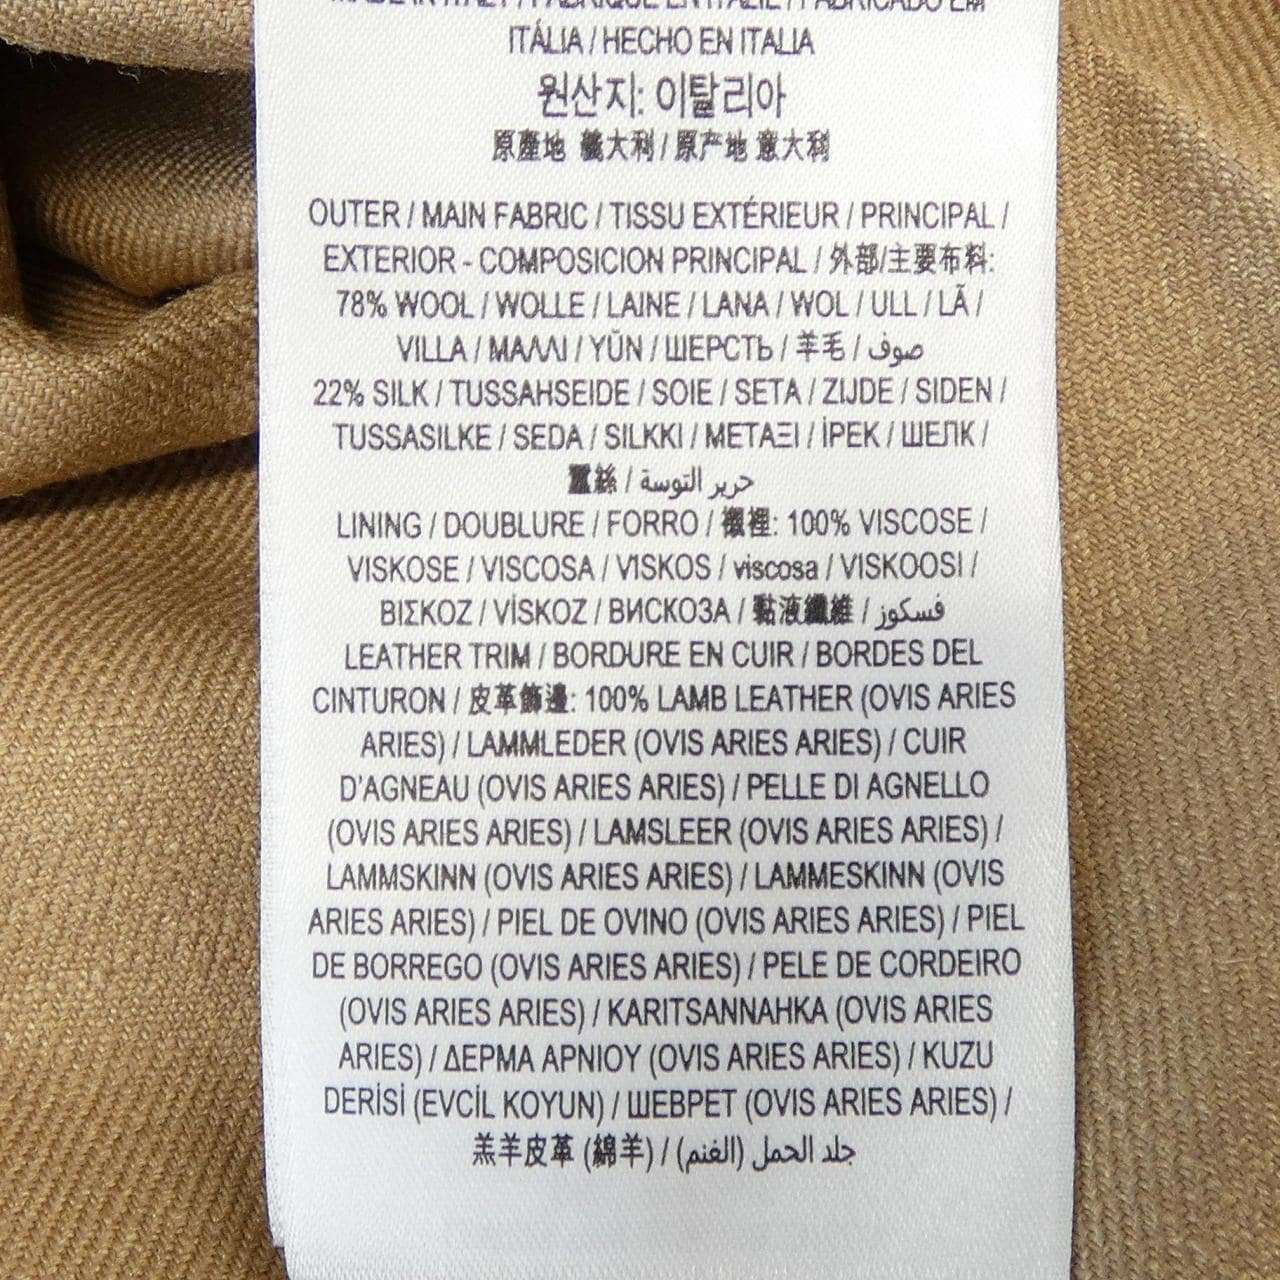 MADE IN ITALY / FABRIQUÉ EN ITALIE / FABRICADO EM
ITÁLIA / HECHO EN ITALIA
원산지: 이탈리아
原產地 義大利 / 原产地 意大利
OUTER / MAIN FABRIC / TISSU EXTÉRIEUR / PRINCIPAL /
EXTERIOR - COMPOSICION PRINCIPAL / 外部/主要布料:
78% WOOL / WOLLE / LAINE / LANA / WOL / ULL / LÃ /
VILLA / ΜΑΛΛΙ / YÜN / ШЕРСТЬ / 羊毛 / صوف
22% SILK / TUSSAHSEIDE / SOIE / SETA / ZIJDE / SIDEN /
TUSSASILKE / SEDA / SILKKI / ΜΕΤΑΞΙ / İPEK / ШЕЛК /
蠶絲 / حرير التوسة
LINING / DOUBLURE / FORRO / 襯裡: 100% VISCOSE /
VISKOSE / VISCOSA / VISKOS / viscosa / VISKOOSI /
ΒΙΣΚΟΖ / VİSKOZ / ВИСКОЗА / 黏液纖維 / فسكوز
LEATHER TRIM / BORDURE EN CUIR / BORDES DEL
CINTURON / 皮革飾邊: 100% LAMB LEATHER (OVIS ARIES
ARIES) / LAMMLEDER (OVIS ARIES ARIES) / CUIR
D'AGNEAU (OVIS ARIES ARIES) / PELLE DI AGNELLO
(OVIS ARIES ARIES) / LAMSLEER (OVIS ARIES ARIES) /
LAMMSKINN (OVIS ARIES ARIES) / LAMMESKINN (OVIS
ARIES ARIES) / PIEL DE OVINO (OVIS ARIES ARIES) / PIEL
DE BORREGO (OVIS ARIES ARIES) / PELE DE CORDEIRO
(OVIS ARIES ARIES) / KARITSANNAHKA (OVIS ARIES
ARIES) / ΔΕΡΜΑ ΑΡΝΙΟΥ (OVIS ARIES ARIES) / KUZU
DERİSİ (EVCİL KOYUN) / ШЕВРЕТ (OVIS ARIES ARIES) /
羔羊皮革 (綿羊) / جلد الحمل (الغنم)